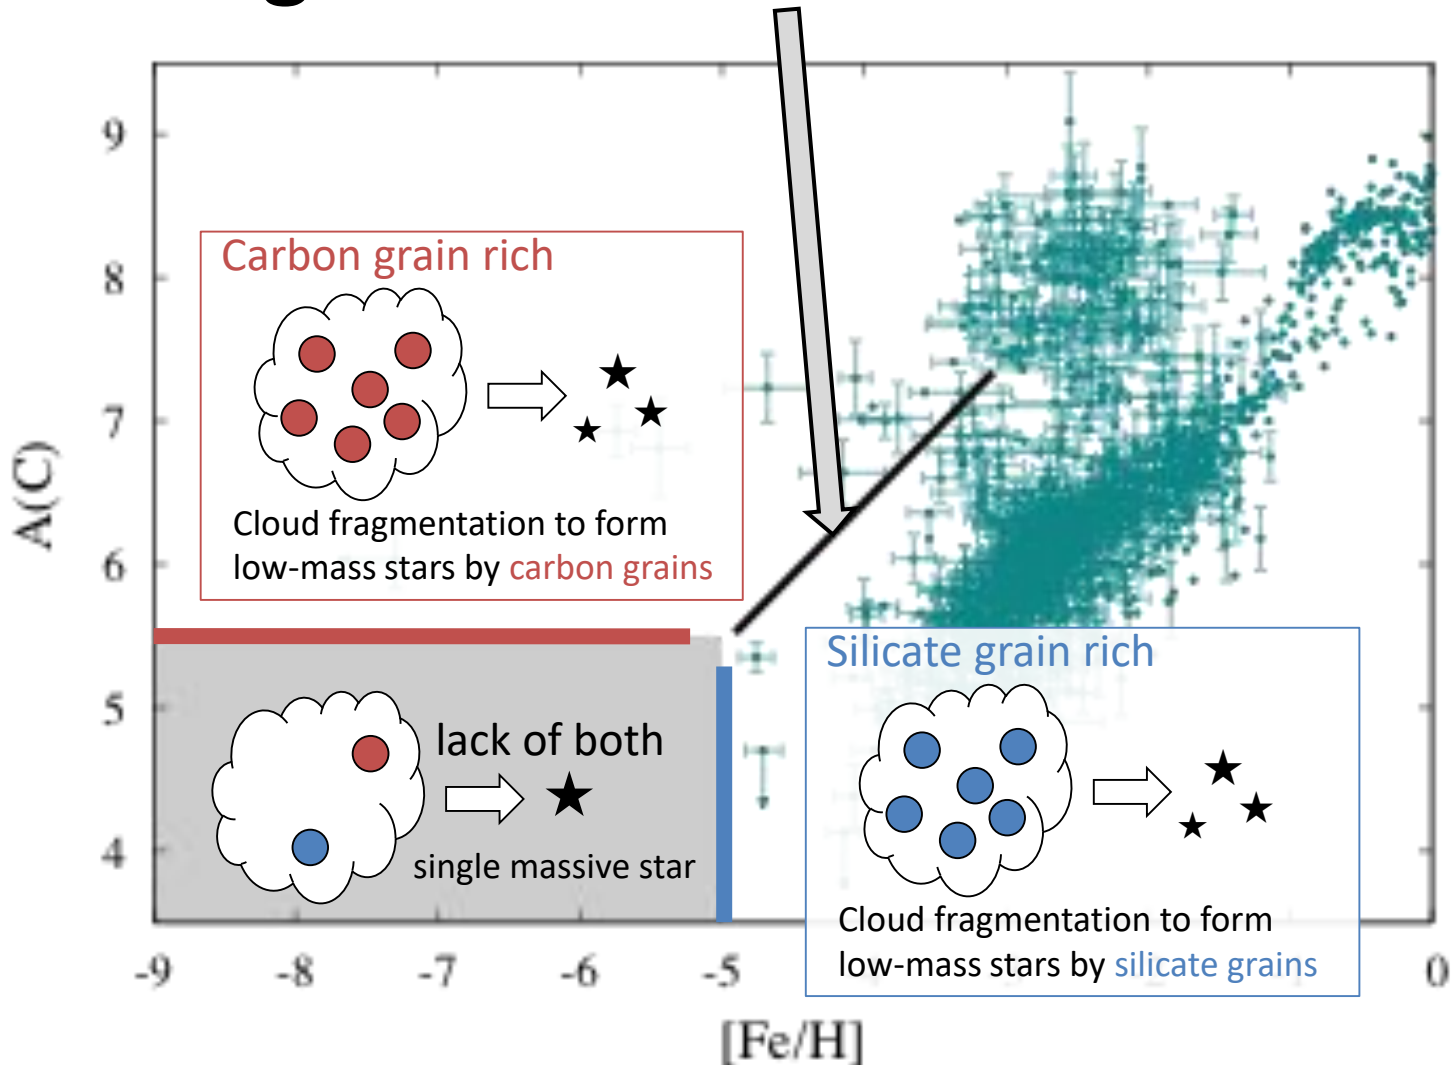 9
8
7
6
5
4
A(C)
Carbon grain rich
Cloud fragmentation to form
low-mass stars by carbon grains
lack of both
single massive star
Silicate grain rich
Cloud fragmentation to form
low-mass stars by silicate grains
-9
-8
-7
-6
-5
0
[Fe/H]